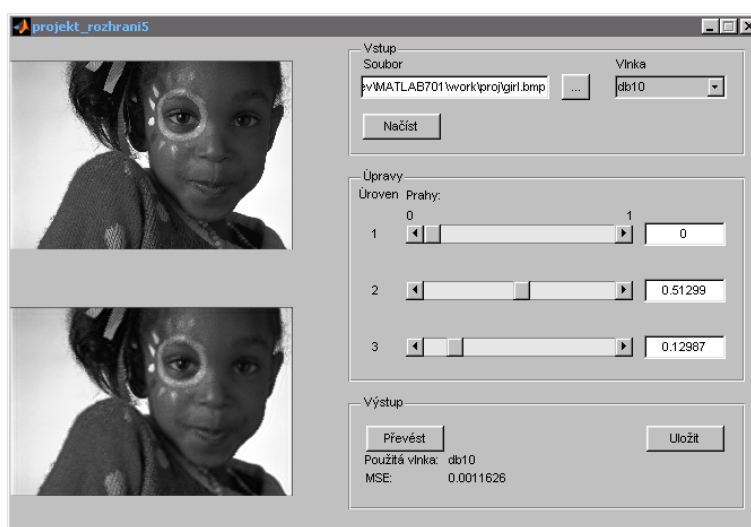 projekt_rozhrani5
Vstup
Soubor Vlnka
ev\MATLAB701\work\proj\girl.bmp ... db10
Načíst
Úpravy
Úroven Prahy:
0 1
1 0
2 0.51299
3 0.12987
Výstup
Převést Uložit
Použitá vlnka: db10
MSE: 0.0011626